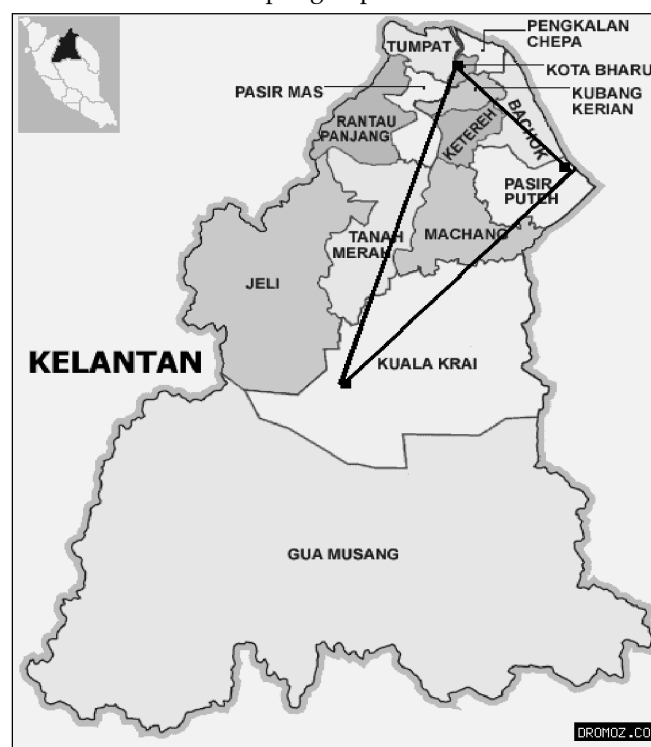 PENGKALAN
CHEPA
TUMPAT
KOTA BHARU
PASIR MAS
KUBANG
KERIAN
RANTAU
PANJANG
KETEREH
BACHUK
PASIR
PUTEH
TANAH
MERAH
MACHANG
JELI
KELANTAN
KUALA KRAI
GUA MUSANG
DROMOZ.CO